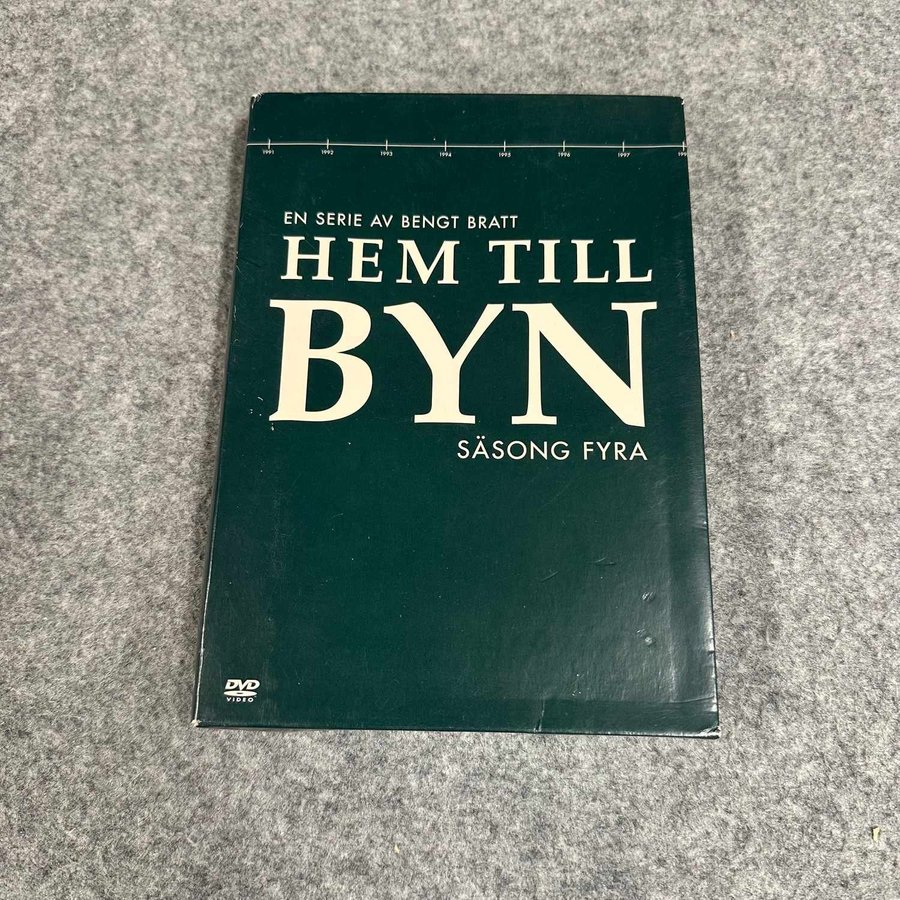 1991 1992 1993 1994 1995 1996 1997
EN SERIE AV BENGT BRATT
HEM TILL
BYN
SÄSONG FYRA
DVD
VIDEO